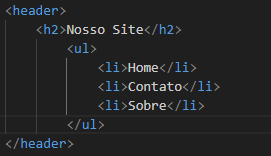 <header>
    <h2>Nosso Site</h2>
        <ul>
            <li>Home</li>
            <li>Contato</li>
            <li>Sobre</li>
        </ul>
</header>